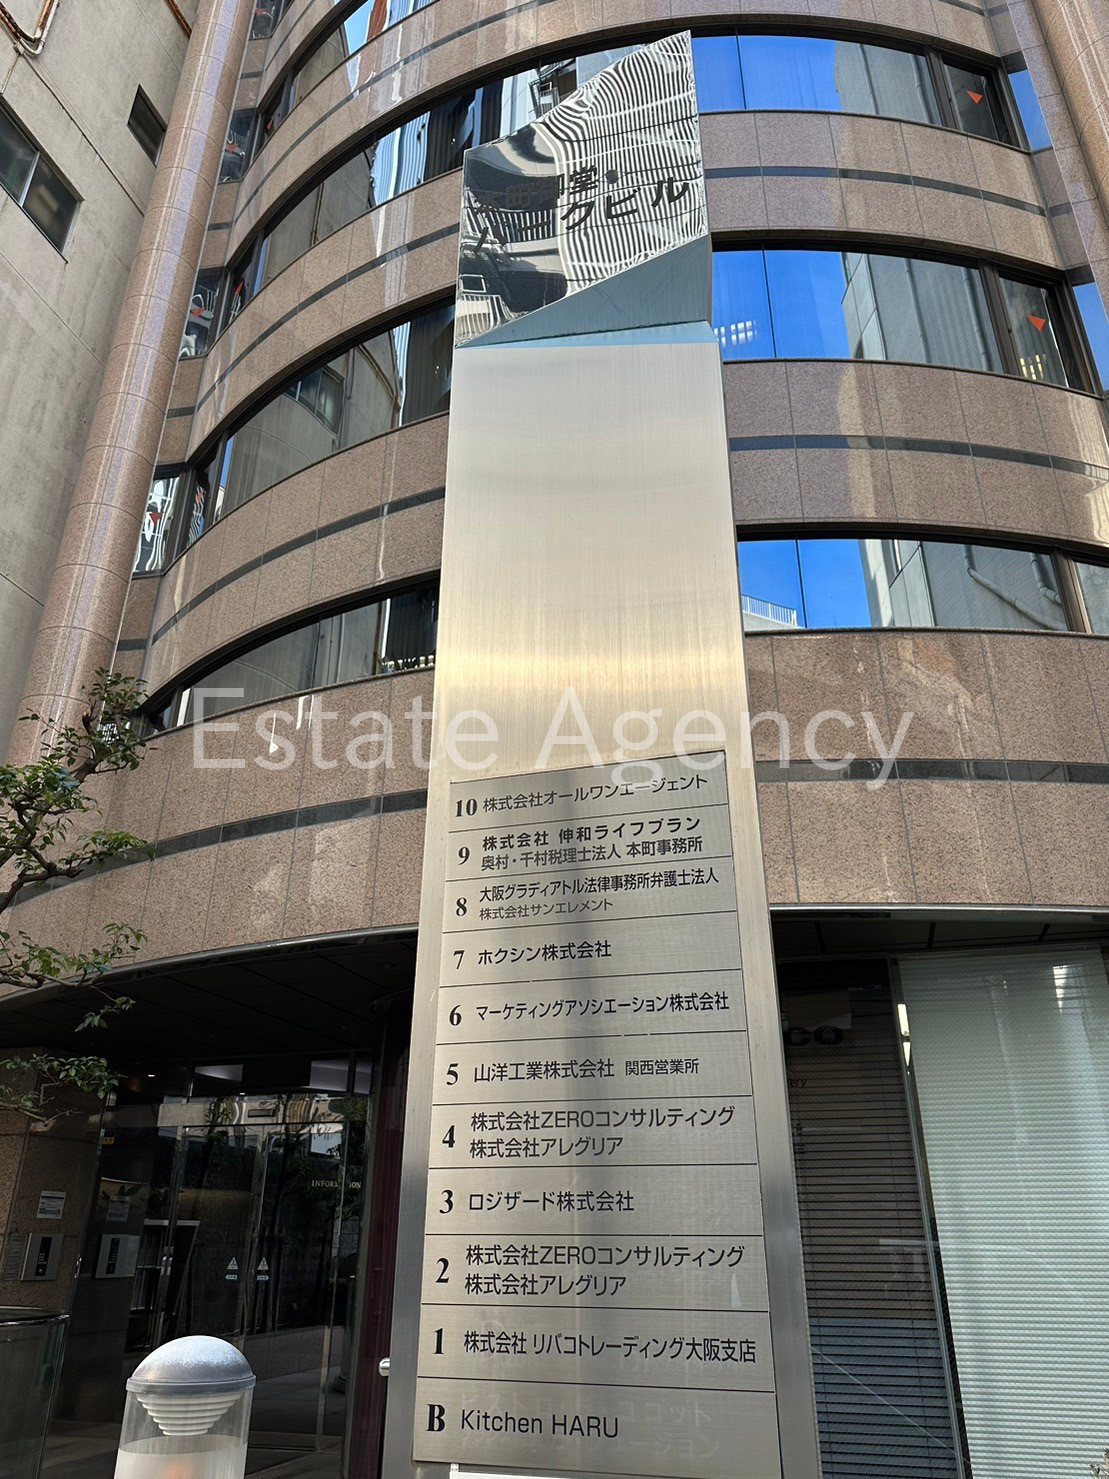 町御堂
パークビル
Estate Agency
10 株式会社オールワンエージェント
9 株式会社 伸和ライフプラン
奥村・千村税理士法人 本町事務所
8 大阪グラディアトル法律事務所弁護士法人
株式会社サンエレメント
7 ホクシン株式会社
6 マーケティングアソシエーション株式会社
5 山洋工業株式会社 関西営業所
4 株式会社ZEROコンサルティング
株式会社アレグリア
3 ロジザード株式会社
INFORMATION
2 株式会社ZEROコンサルティング
株式会社アレグリア
1 株式会社 リバコトレーディング大阪支店
B Kitchen HARU